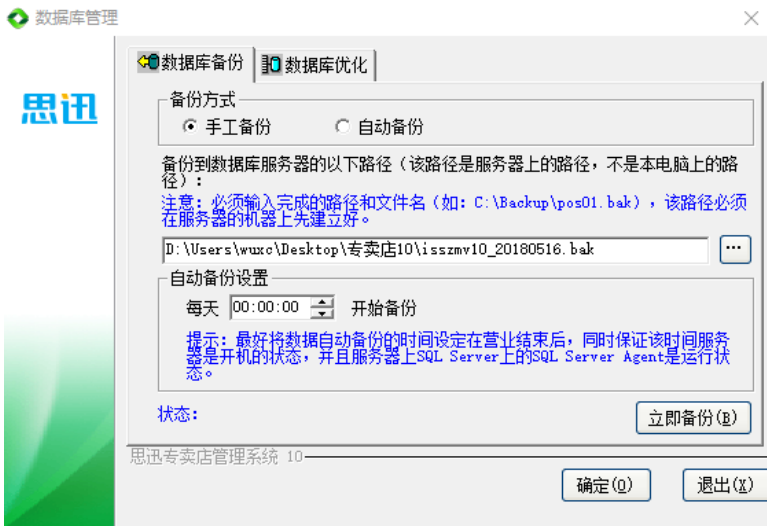 数据库管理
思迅
数据库备份
数据库优化
备份方式
手工备份
自动备份
备份到数据库服务器的以下路径（该路径是服务器上的路径，不是本电脑上的路
径）：
注意：必须输入完成的路径和文件名（如：C:\Backup\pos01.bak），该路径必须
在服务器的机器上先建立好。
D:\Users\wuxc\Desktop\专卖店10\isszmv10_20180516.bak
...
自动备份设置
每天 00:00:00 开始备份
提示：最好将数据自动备份的时间设定在营业结束后，同时保证该时间服务
器是开机的状态，并且服务器上SQL Server上的SQL Server Agent是运行状
态。
状态：
立即备份(B)
思迅专卖店管理系统 10
确定(O)
退出(X)